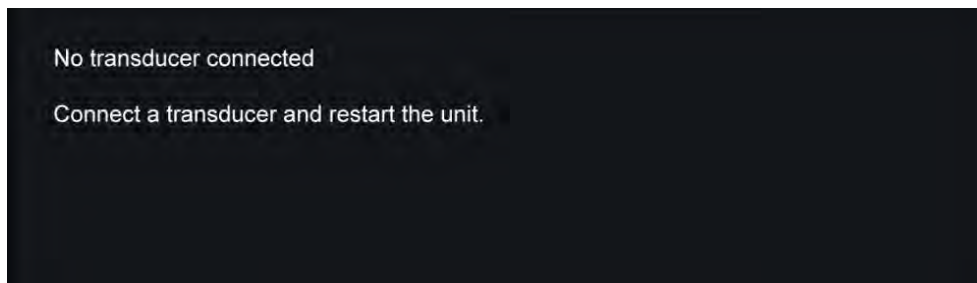 No transducer connected
Connect a transducer and restart the unit.